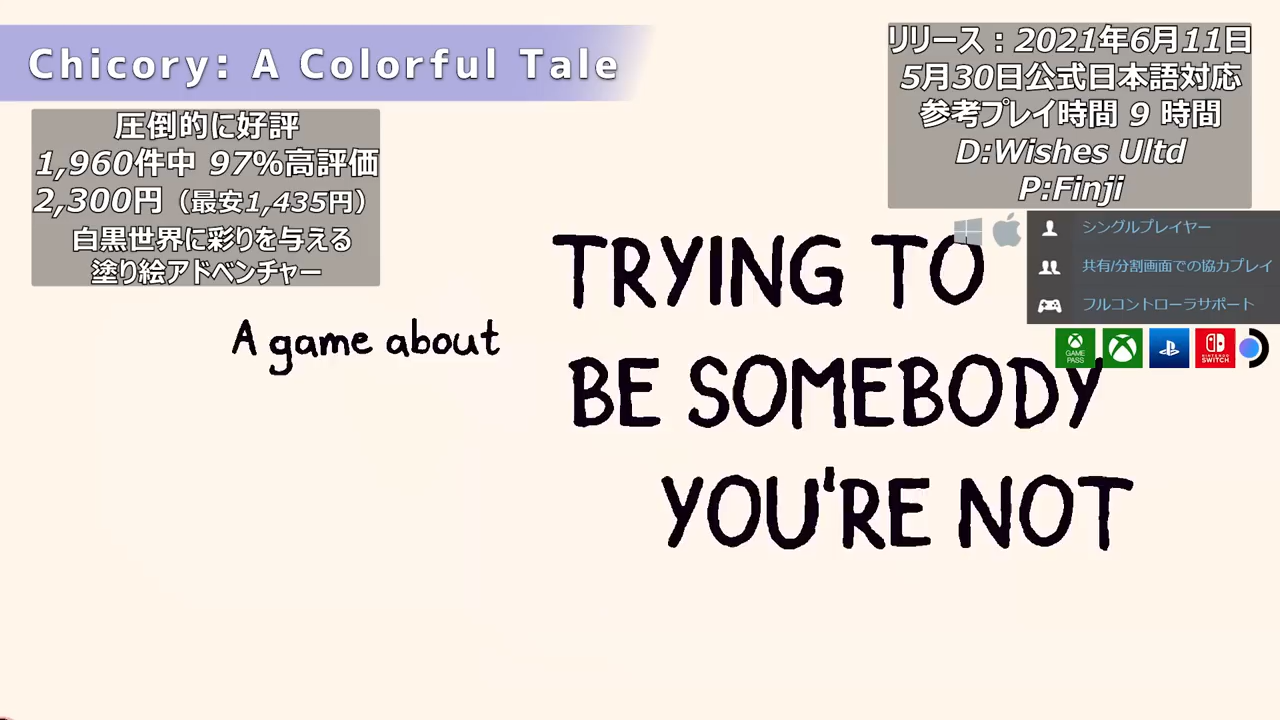 Chicory: A Colorful Tale
圧倒的に好評
1,960件中 97%高評価
2,300円（最安1,435円）
白黒世界に彩りを与える
塗り絵アドベンチャー
リリース：2021年6月11日
5月30日公式日本語対応
参考プレイ時間 9 時間
D:Wishes Ultd
P:Finji
シングルプレイヤー
共有/分割画面での協力プレイ
フルコントローラサポート
GAME PASS
NINTENDO SWITCH
A game about
TRYING TO
BE SOMEBODY
YOU'RE NOT